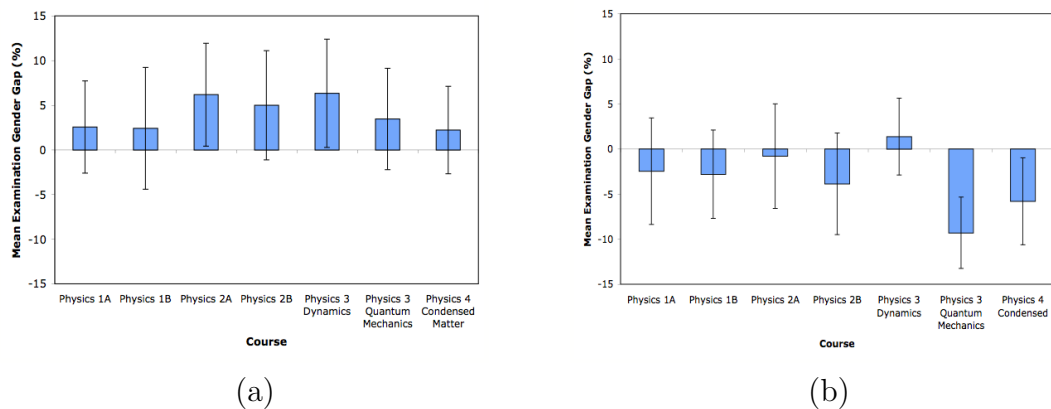 Mean Examination Gender Gap (%)
15
10
5
0
-5
-10
-15
Physics 1A Physics 1B Physics 2A Physics 2B Physics 3 Physics 3 Physics 4
Dynamics Quantum Condensed
Mechanics Matter
Course
(a)
Mean Examination Gender Gap (%)
15
10
5
0
-5
-10
-15
Physics 1A Physics 1B Physics 2A Physics 2B Physics 3 Physics 3 Physics 4
Dynamics Quantum Condensed
Mechanics
Course
(b)